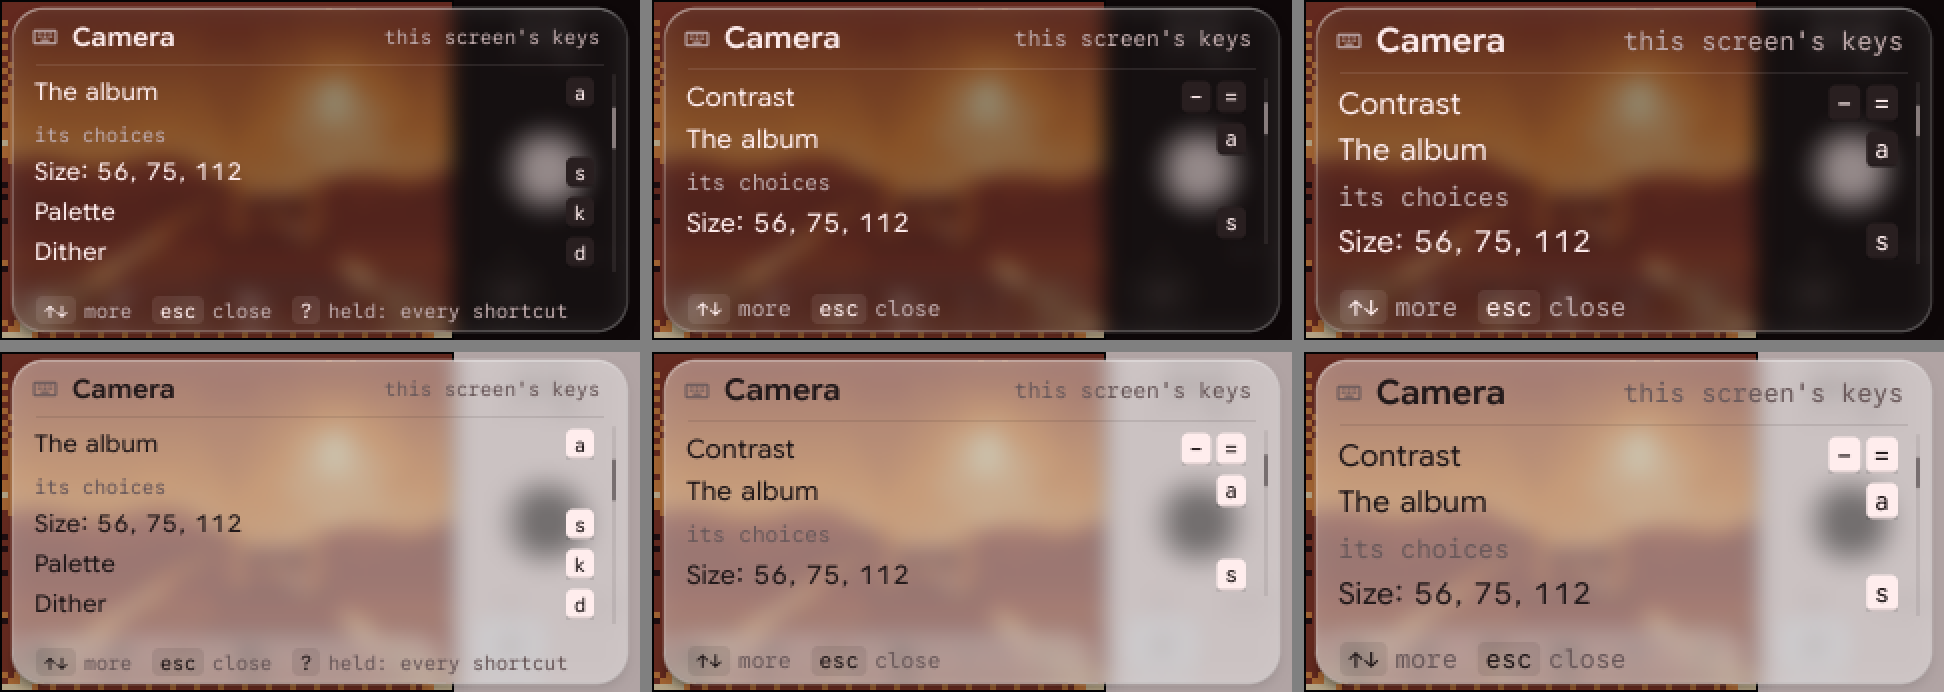 Camera this screen's keys
The album a
its choices
Size: 56, 75, 112 s
Palette k
Dither d
↑↓ more esc close ? held: every shortcut
Camera this screen's keys
Contrast - =
The album a
its choices
Size: 56, 75, 112 s
↑↓ more esc close
Camera this screen's keys
Contrast - =
The album a
its choices
Size: 56, 75, 112 s
↑↓ more esc close
Camera this screen's keys
The album a
its choices
Size: 56, 75, 112 s
Palette k
Dither d
↑↓ more esc close ? held: every shortcut
Camera this screen's keys
Contrast - =
The album a
its choices
Size: 56, 75, 112 s
↑↓ more esc close
Camera this screen's keys
Contrast - =
The album a
its choices
Size: 56, 75, 112 s
↑↓ more esc close